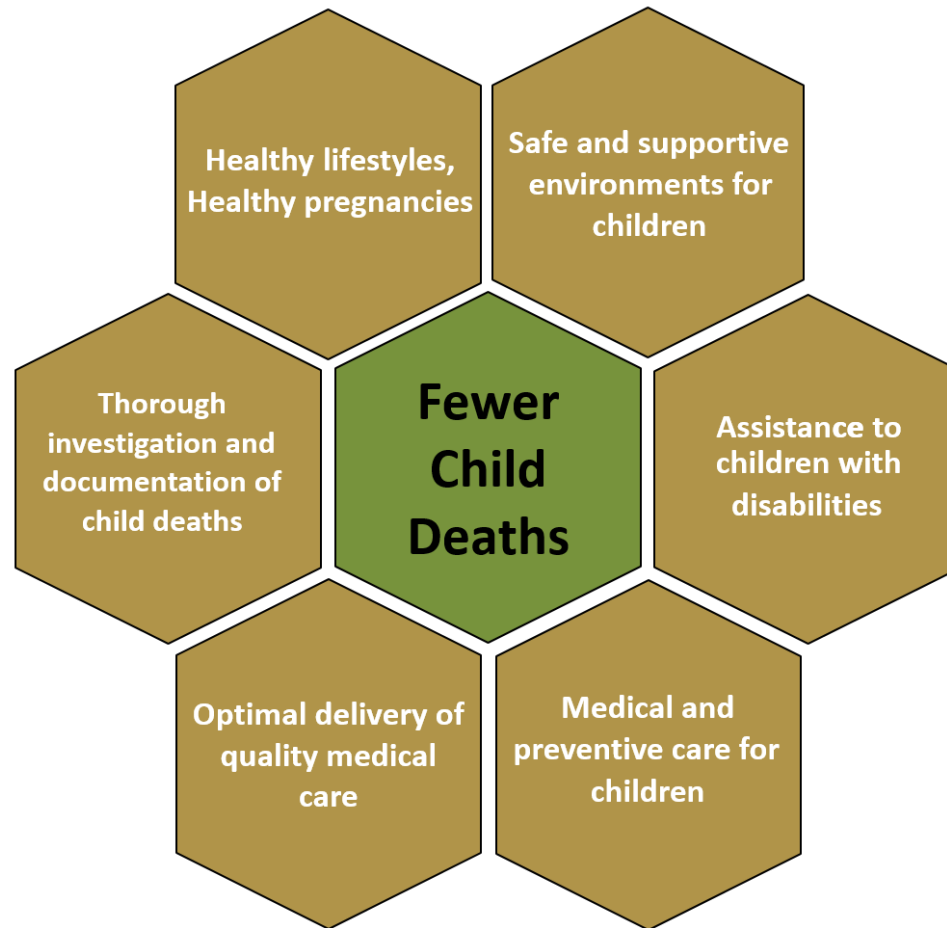 Healthy lifestyles,
Healthy pregnancies
Safe and supportive
environments for
children
Thorough
investigation and
documentation of
child deaths
Fewer
Child
Deaths
Assistance to
children with
disabilities
Optimal delivery of
quality medical
care
Medical and
preventive care for
children